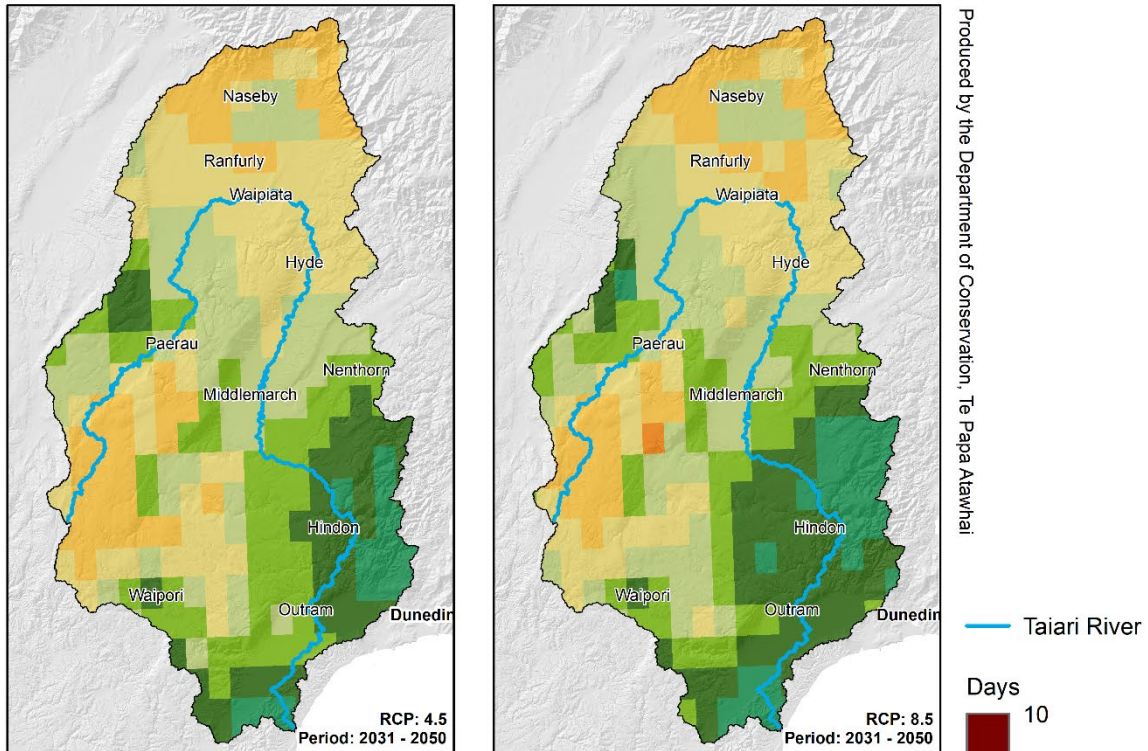 Naseby
Ranfurly
Waipiata
Hyde
Paerau
Nenthorn
Middlemarch
Hindon
Waipori
Outram
Dunedin
RCP: 4.5
Period: 2031 - 2050
Naseby
Ranfurly
Waipiata
Hyde
Paerau
Nenthorn
Middlemarch
Hindon
Waipori
Outram
Dunedin
RCP: 8.5
Period: 2031 - 2050
Produced by the Department of Conservation, Te Papa Atawhai
Taiari River
Days
10